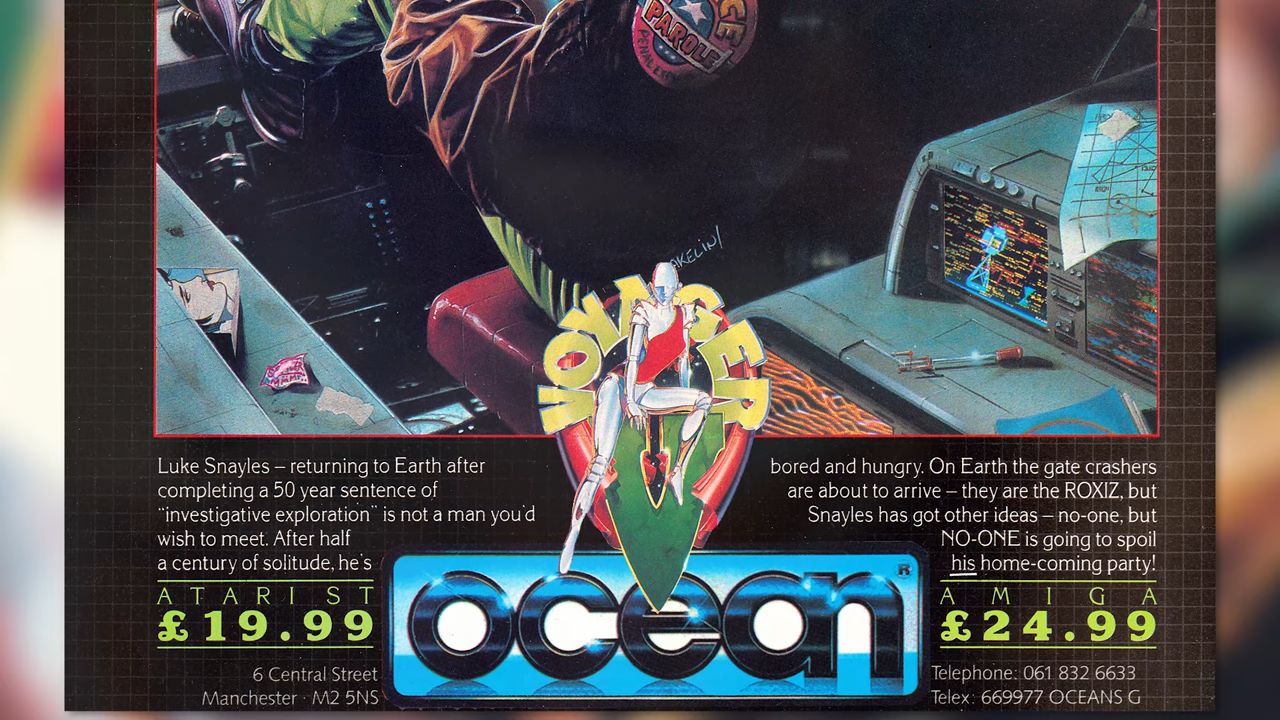 PAROLE
AKELIN
VOYAGER
Luke Snayles – returning to Earth after
completing a 50 year sentence of
"investigative exploration" is not a man you'd
wish to meet. After half
a century of solitude, he's
bored and hungry. On Earth the gate crashers
are about to arrive – they are the ROXIZ, but
Snayles has got other ideas – no-one, but
NO-ONE is going to spoil
his home-coming party!
ATARI ST
£19.99
AMIGA
£24.99
ocean®
6 Central Street
Manchester · M2 5NS
Telephone: 061 832 6633
Telex: 669977 OCEANS G